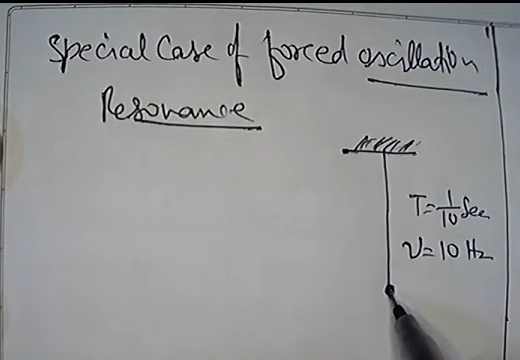 Special Case of forced oscillation
Resonance
T=1/10 Sec
ν=10 Hz